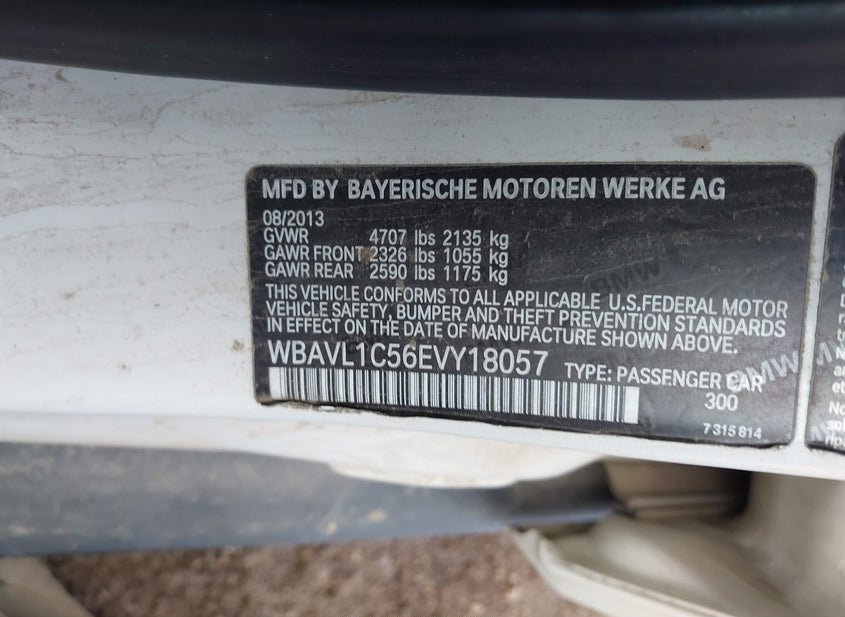 MFD BY BAYERISCHE MOTOREN WERKE AG
08/2013
GVWR 4707 lbs 2135 kg
GAWR FRONT 2326 lbs 1055 kg
GAWR REAR 2590 lbs 1175 kg
THIS VEHICLE CONFORMS TO ALL APPLICABLE U.S.FEDERAL MOTOR
VEHICLE SAFETY, BUMPER AND THEFT PREVENTION STANDARDS
IN EFFECT ON THE DATE OF MANUFACTURE SHOWN ABOVE.
WBAVL1C56EVY18057 TYPE: PASSENGER CAR
300
7 315 814
BMW
BMW